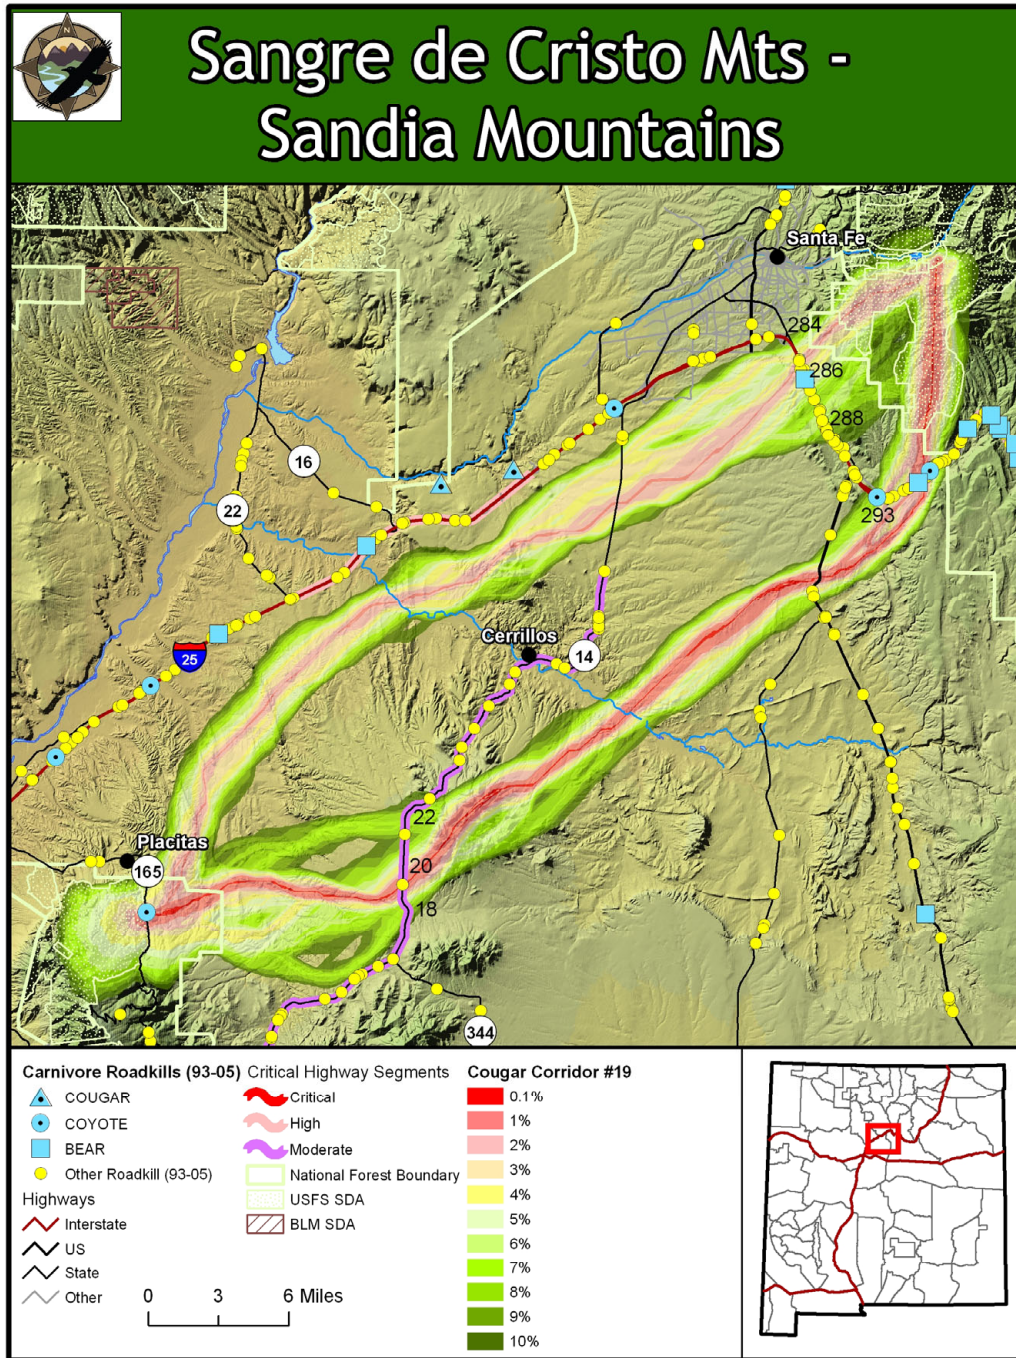 N
Sangre de Cristo Mts -
Sandia Mountains
Santa Fe
284
286
288
16
22
293
Cerrillos
14
25
22
Placitas
165
20
18
344
Carnivore Roadkills (93-05)
COUGAR
COYOTE
BEAR
Other Roadkill (93-05)
Highways
Interstate
US
State
Other
Critical Highway Segments
Critical
High
Moderate
National Forest Boundary
USFS SDA
BLM SDA
0 3 6 Miles
Cougar Corridor #19
0.1%
1%
2%
3%
4%
5%
6%
7%
8%
9%
10%